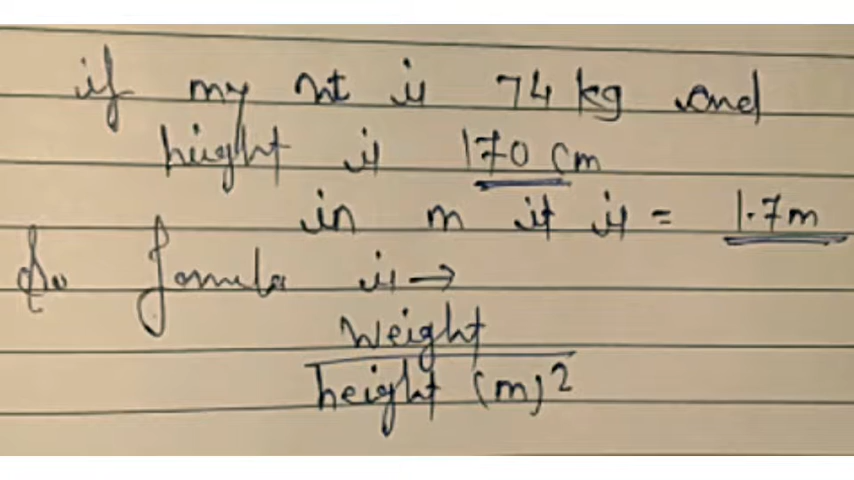 if my wt is 74 kg and
height is 170 cm
in m it is = 1.7m
So formula is →
Weight
height (m)²